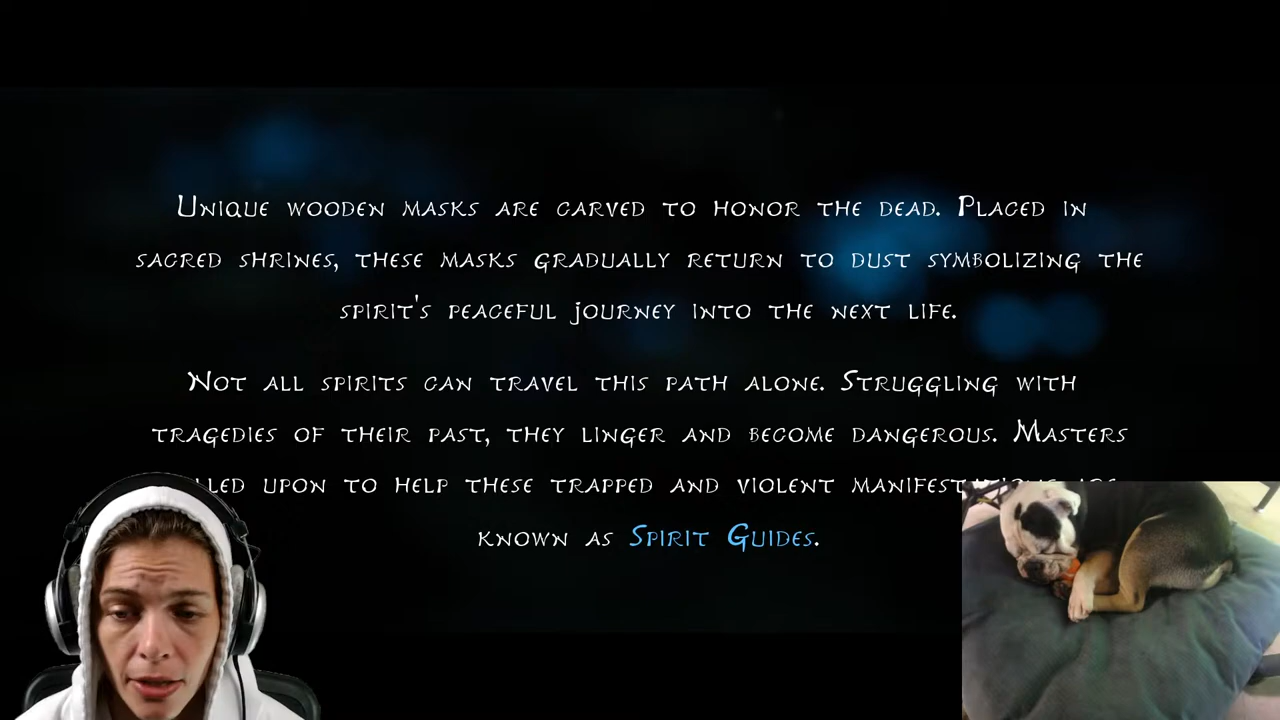 Unique wooden masks are carved to honor the dead. Placed in
sacred shrines, these masks gradually return to dust symbolizing the
spirit's peaceful journey into the next life.
Not all spirits can travel this path alone. Struggling with
tragedies of their past, they linger and become dangerous. Masters
upon to help these trapped and violent
known as Spirit Guides.